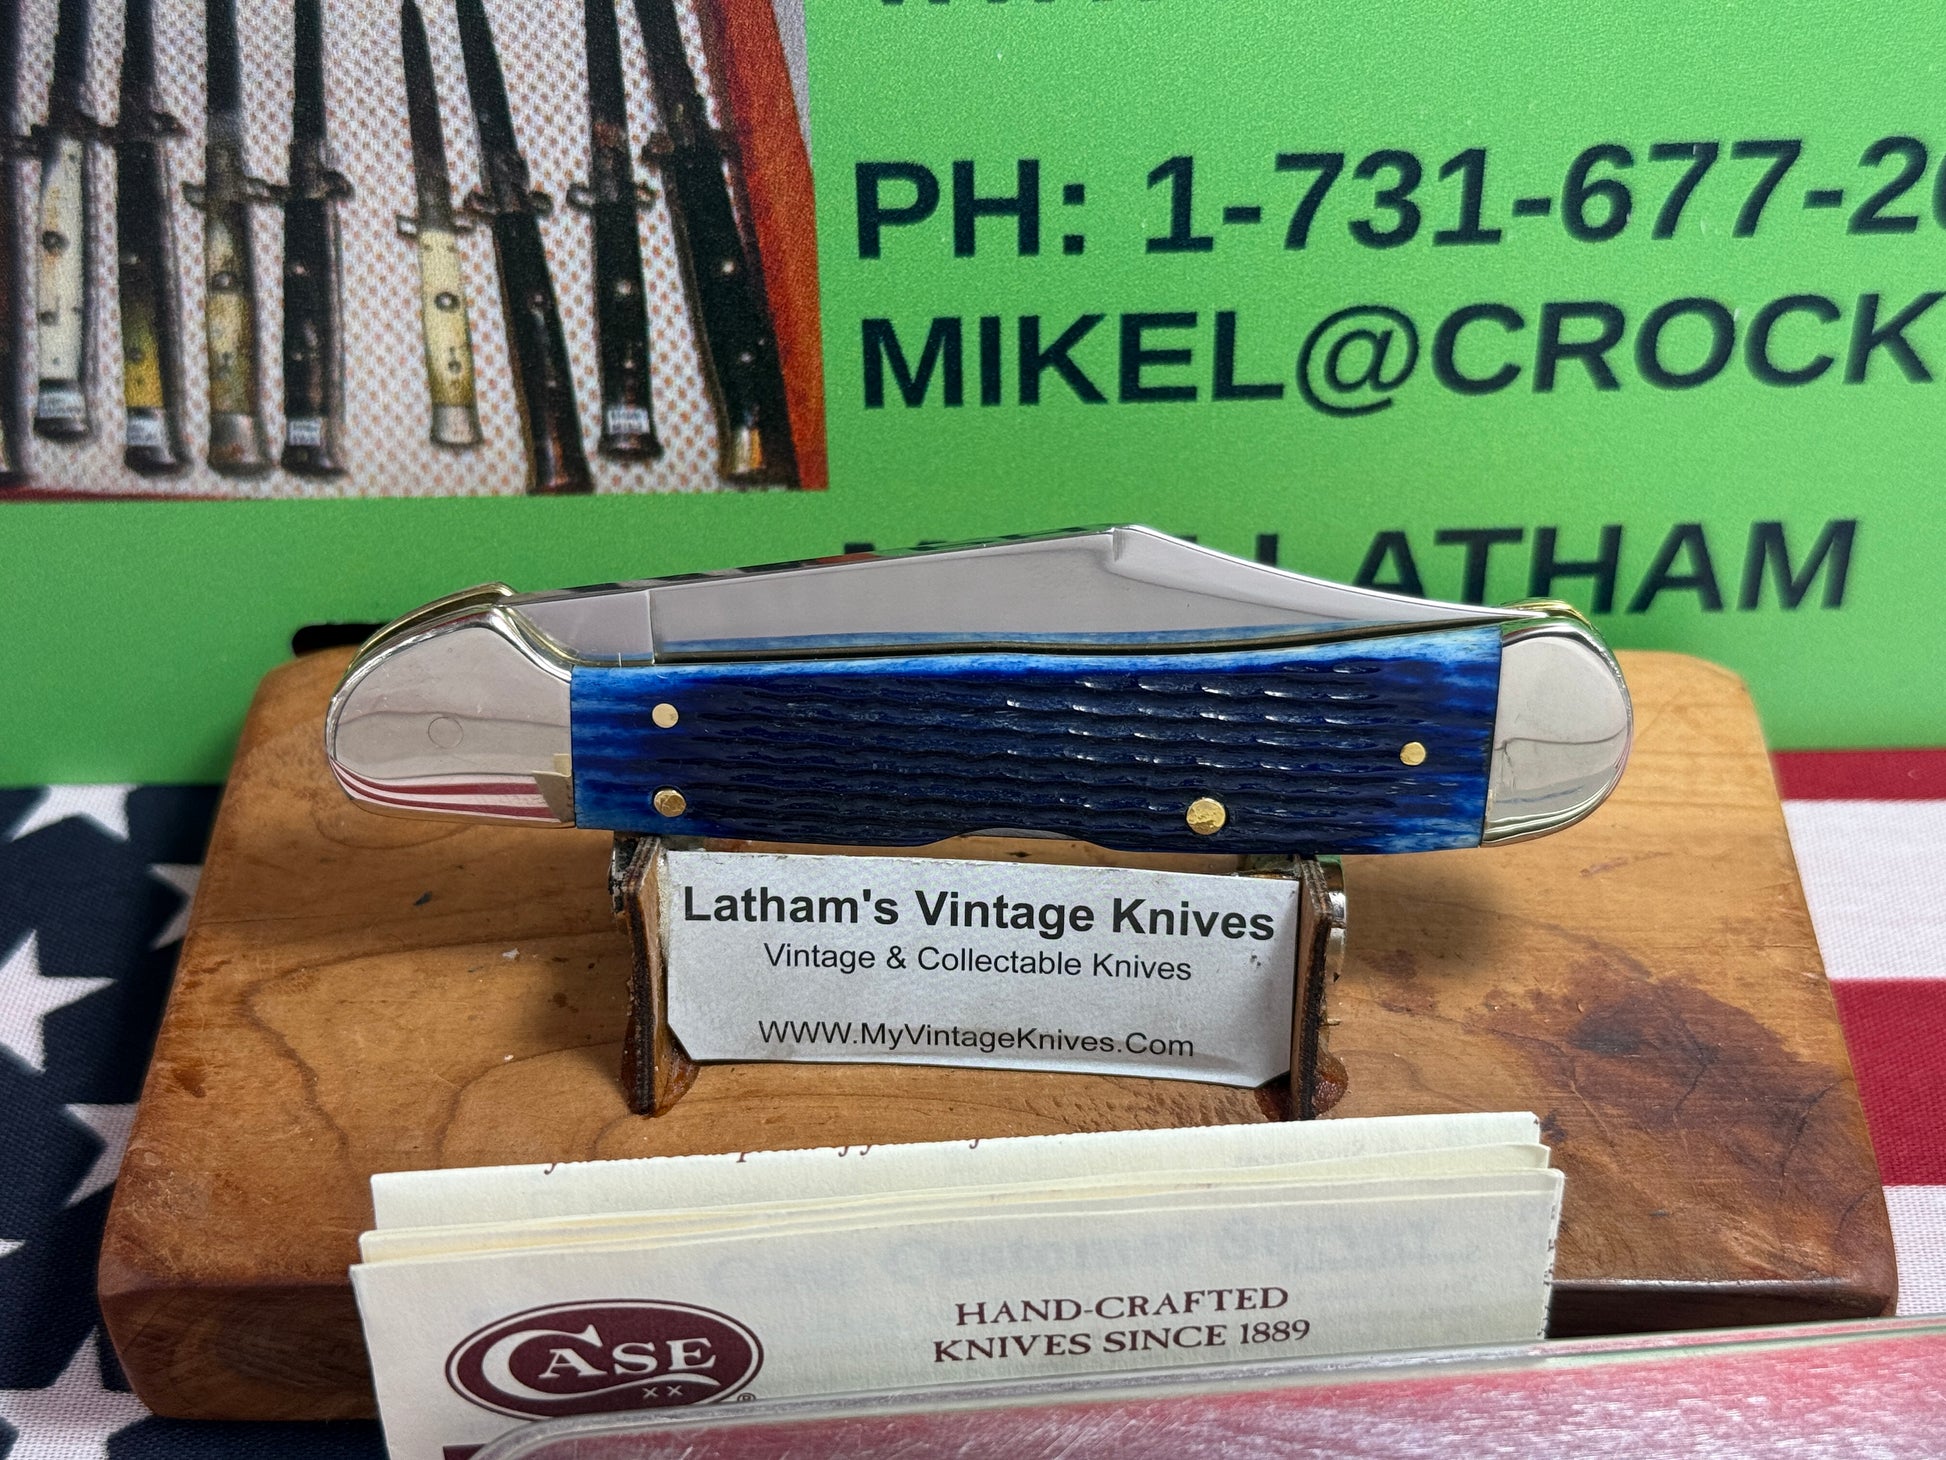 PH: 1-731-677-20
MIKEL@CROCK
LATHAM
Latham's Vintage Knives
Vintage & Collectable Knives
WWW.MyVintageKnives.Com
HAND-CRAFTED
KNIVES SINCE 1889
CASE
XX
®